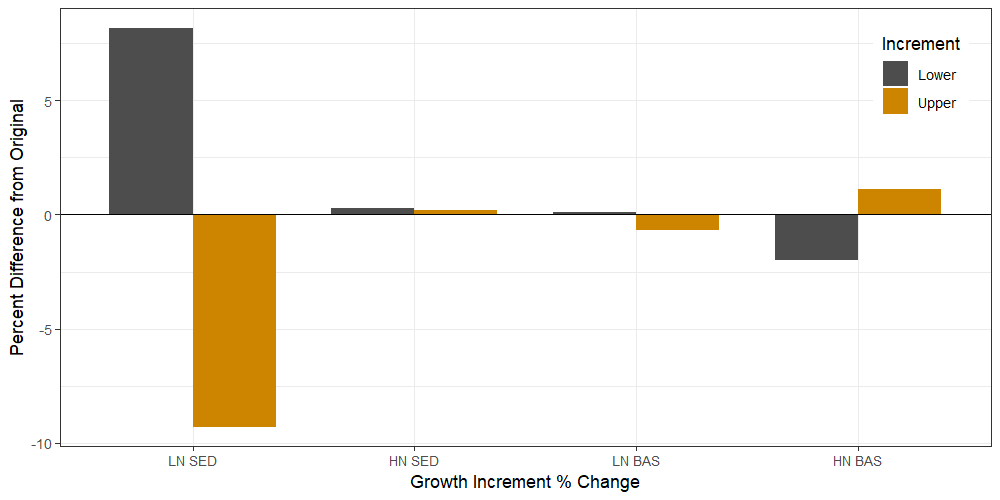 Percent Difference from Original
5
0
-5
-10
Increment
Lower
Upper
LN SED
HN SED
LN BAS
HN BAS
Growth Increment % Change